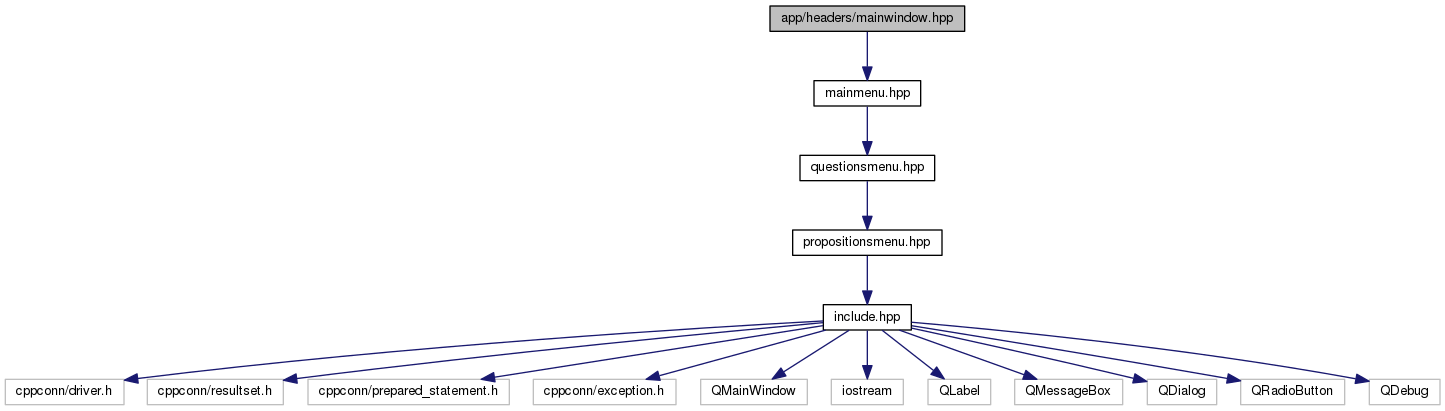 app/headers/mainwindow.hpp
mainmenu.hpp
questionsmenu.hpp
propositionsmenu.hpp
include.hpp
cppconn/driver.h
cppconn/resultset.h
cppconn/prepared_statement.h
cppconn/exception.h
QMainWindow
iostream
QLabel
QMessageBox
QDialog
QRadioButton
QDebug